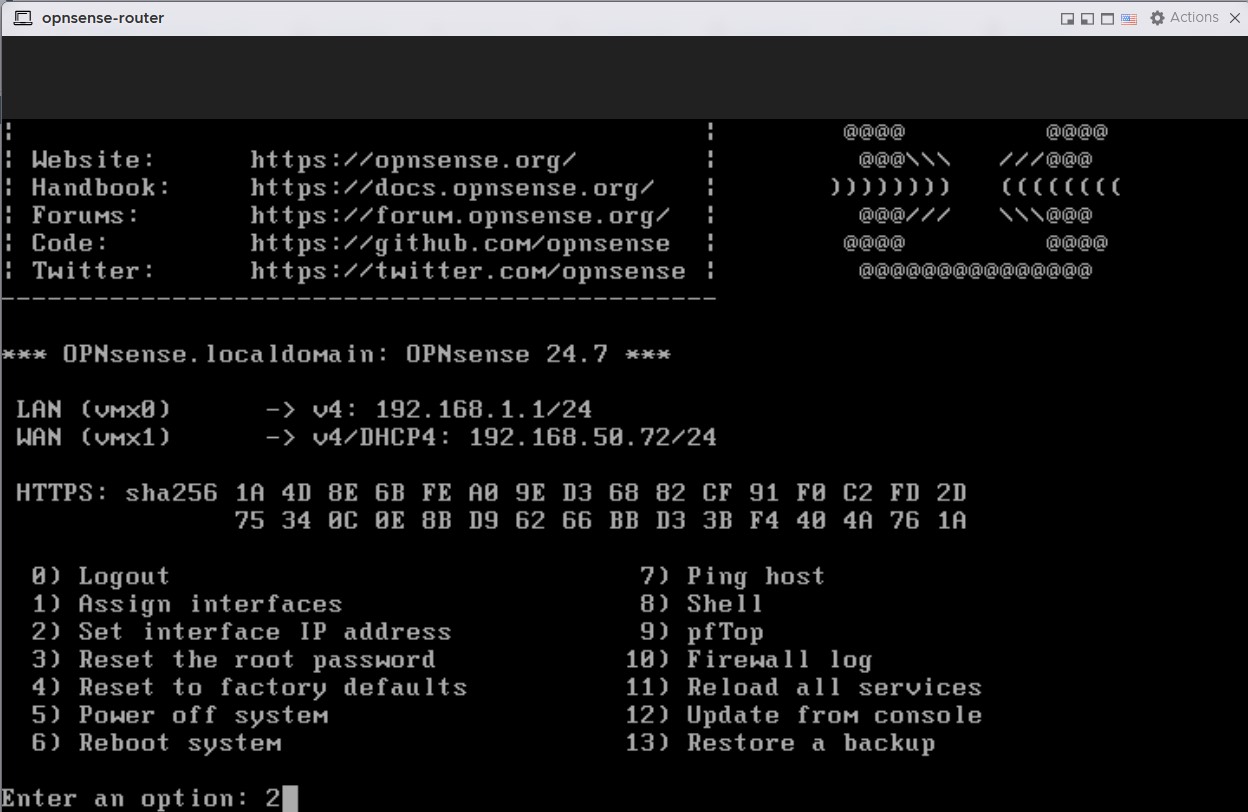 opnsense-router Actions
¦ ¦ @@@@ @@@@
¦ Website: https://opnsense.org/ ¦ @@@\\\ ///@@@
¦ Handbook: https://docs.opnsense.org/ ¦ )))))))) ((((((((
¦ Forums: https://forum.opnsense.org/ ¦ @@@/// \\\@@@
¦ Code: https://github.com/opnsense ¦ @@@@ @@@@
¦ Twitter: https://twitter.com/opnsense ¦ @@@@@@@@@@@@@@@
----------------------------------------------
*** OPNsense.localdomain: OPNsense 24.7 ***
LAN (vmx0) -> v4: 192.168.1.1/24
WAN (vmx1) -> v4/DHCP4: 192.168.50.72/24
HTTPS: sha256 1A 4D 8E 6B FE A0 9E D3 68 82 CF 91 F0 C2 FD 2D
75 34 0C 0E 8B D9 62 66 BB D3 3B F4 40 4A 76 1A
0) Logout 7) Ping host
1) Assign interfaces 8) Shell
2) Set interface IP address 9) pfTop
3) Reset the root password 10) Firewall log
4) Reset to factory defaults 11) Reload all services
5) Power off system 12) Update from console
6) Reboot system 13) Restore a backup
Enter an option: 2